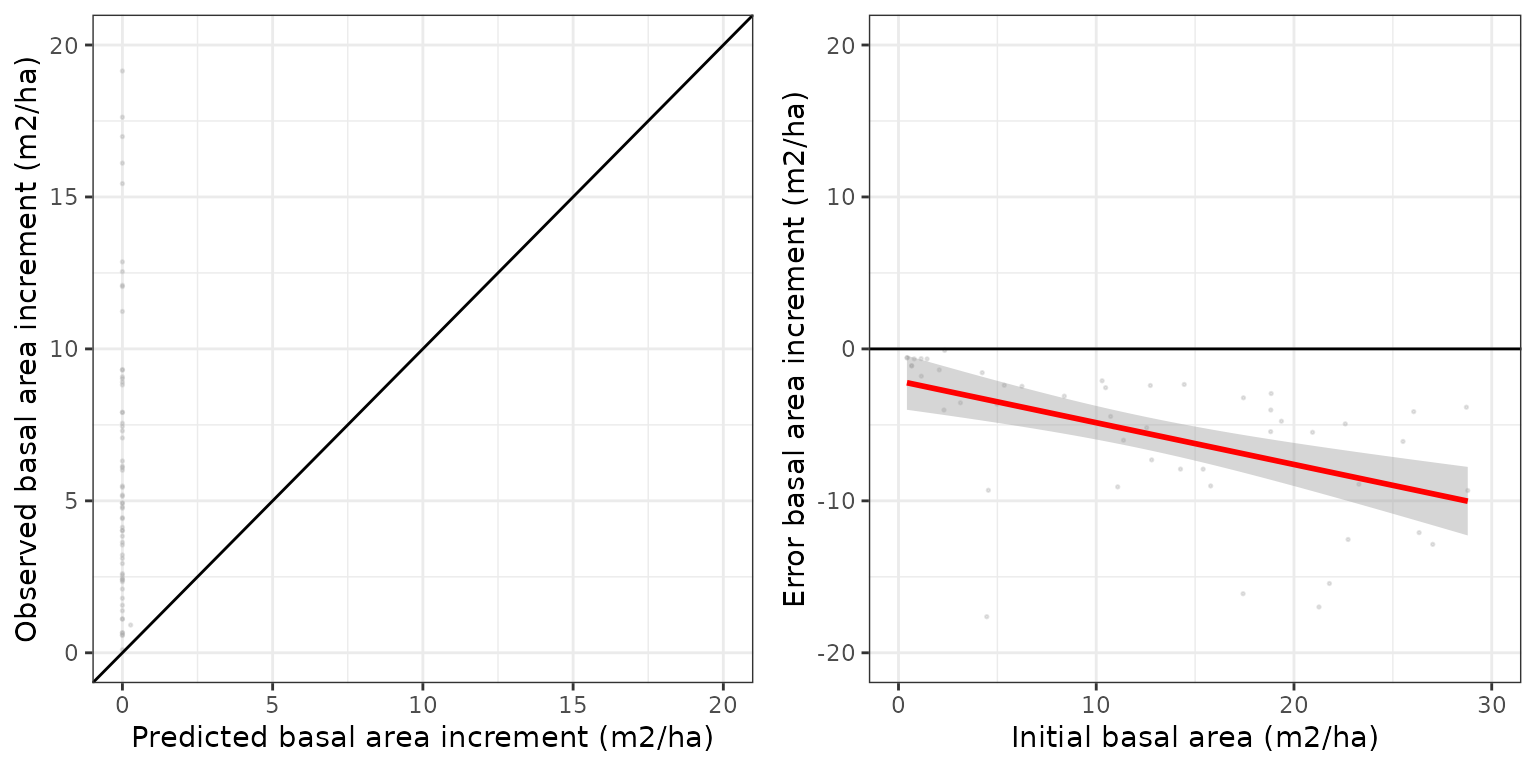 Observed basal area increment (m2/ha)
20
15
10
5
0
0 5 10 15 20
Predicted basal area increment (m2/ha)
Error basal area increment (m2/ha)
20
10
0
-10
-20
0 10 20 30
Initial basal area (m2/ha)